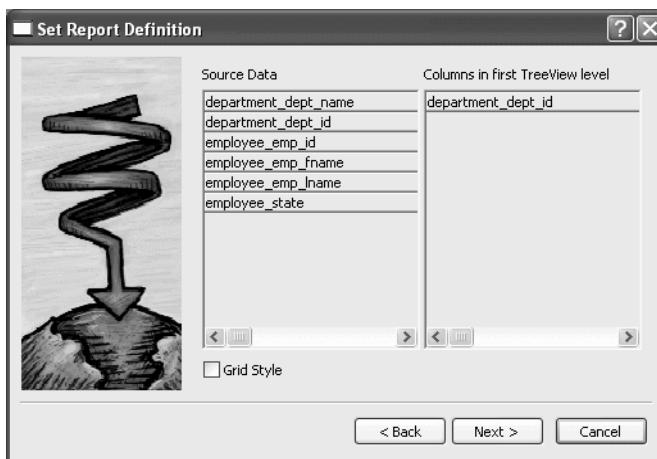 Set Report Definition
Source Data
Columns in first TreeView level
department_dept_name
department_dept_id
employee_emp_id
employee_emp_fname
employee_emp_lname
employee_state
department_dept_id
Grid Style
< Back
Next >
Cancel